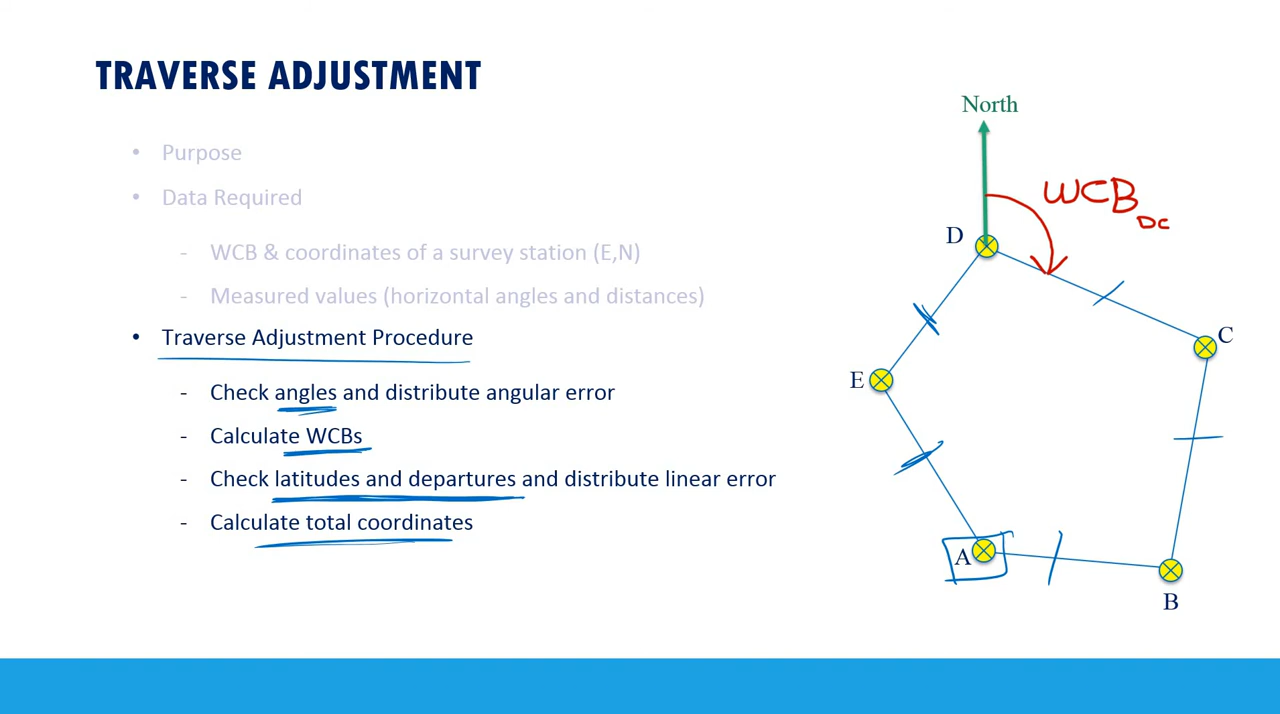 TRAVERSE ADJUSTMENT
• Purpose
• Data Required
- WCB & coordinates of a survey station (E,N)
- Measured values (horizontal angles and distances)
• Traverse Adjustment Procedure
- Check angles and distribute angular error
- Calculate WCBs
- Check latitudes and departures and distribute linear error
- Calculate total coordinates
North
WCB DC
D
C
E
A
B